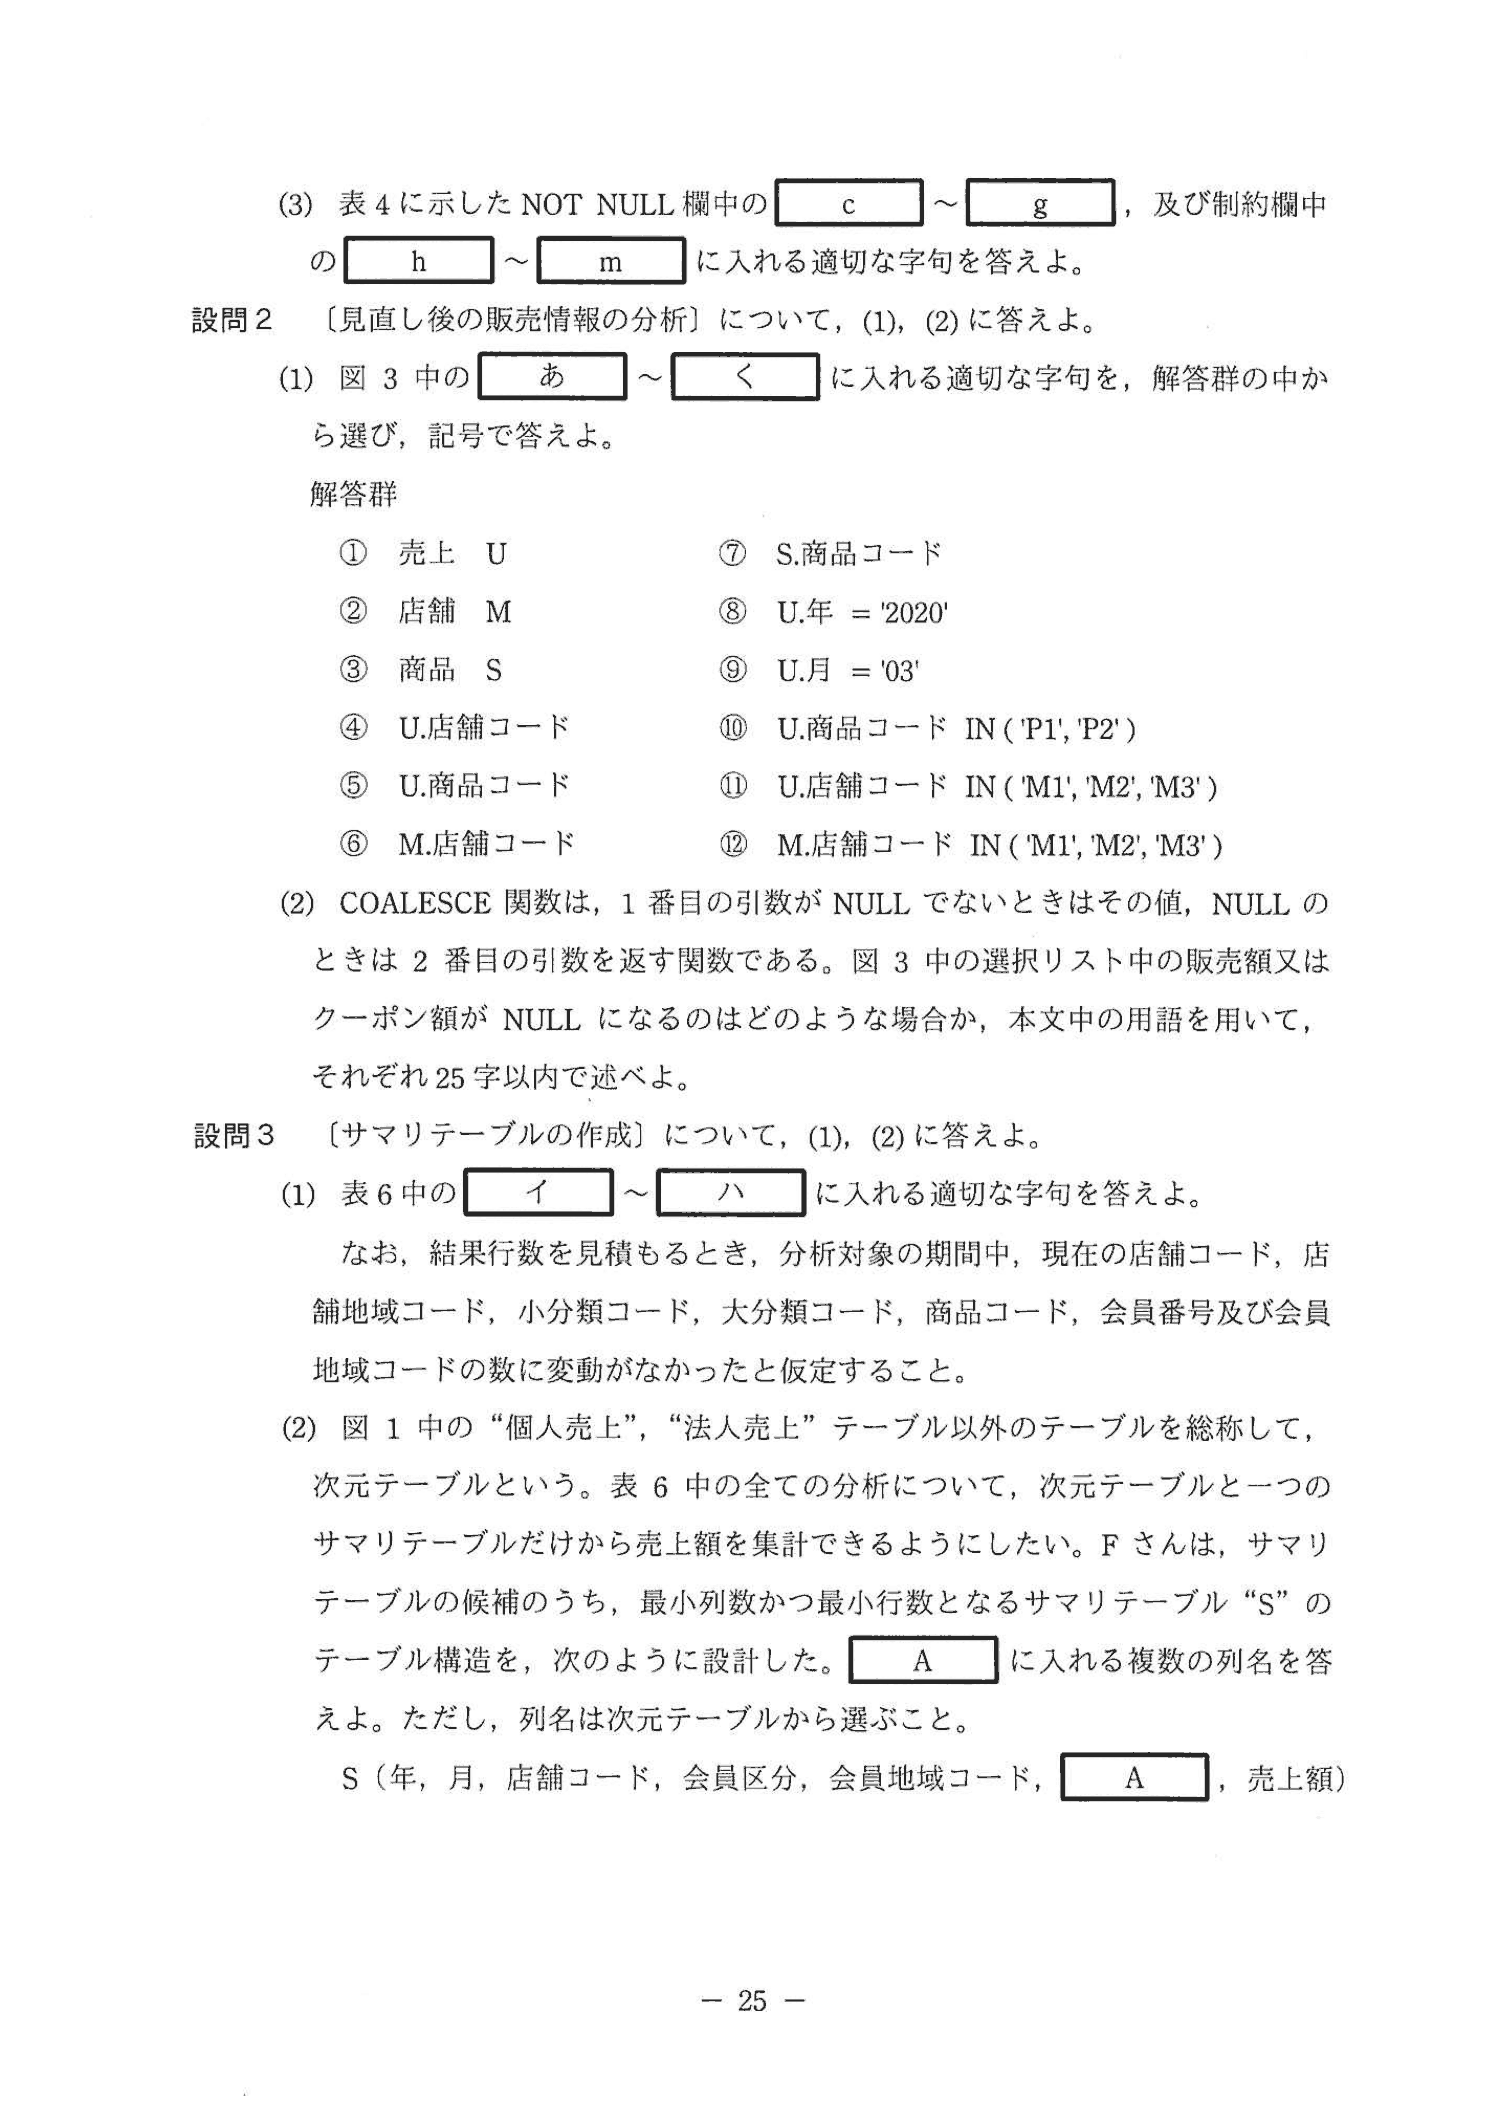 (3) 表4に示した NOT NULL 欄中の c ～ g , 及び制約欄中
の h ～ m に入れる適切な字句を答えよ。
設問2 〔見直し後の販売情報の分析〕について, (1), (2) に答えよ。
(1) 図 3 中の あ ～ く に入れる適切な字句を, 解答群の中か
ら選び, 記号で答えよ。
解答群
① 売上 U ⑦ S.商品コード
② 店舗 M ⑧ U.年 = '2020'
③ 商品 S ⑨ U.月 = '03'
④ U.店舗コード ⑩ U.商品コード IN ( 'P1', 'P2' )
⑤ U.商品コード ⑪ U.店舗コード IN ( 'M1', 'M2', 'M3' )
⑥ M.店舗コード ⑫ M.店舗コード IN ( 'M1', 'M2', 'M3' )
(2) COALESCE 関数は, 1 番目の引数が NULL でないときはその値, NULL の
ときは 2 番目の引数を返す関数である。図 3 中の選択リスト中の販売額又は
クーポン額が NULL になるのはどのような場合か, 本文中の用語を用いて,
それぞれ 25 字以内で述べよ。
設問3 〔サマリテーブルの作成〕について, (1), (2) に答えよ。
(1) 表6中の イ ～ ハ に入れる適切な字句を答えよ。
なお, 結果行数を見積もるとき, 分析対象の期間中, 現在の店舗コード, 店
舗地域コード, 小分類コード, 大分類コード, 商品コード, 会員番号及び会員
地域コードの数に変動がなかったと仮定すること。
(2) 図 1 中の “個人売上”, “法人売上” テーブル以外のテーブルを総称して,
次元テーブルという。表 6 中の全ての分析について, 次元テーブルと一つの
サマリテーブルだけから売上額を集計できるようにしたい。F さんは, サマリ
テーブルの候補のうち, 最小列数かつ最小行数となるサマリテーブル “S” の
テーブル構造を, 次のように設計した。 A に入れる複数の列名を答
えよ。ただし, 列名は次元テーブルから選ぶこと。
S（年, 月, 店舗コード, 会員区分, 会員地域コード, A , 売上額）
－ 25 －